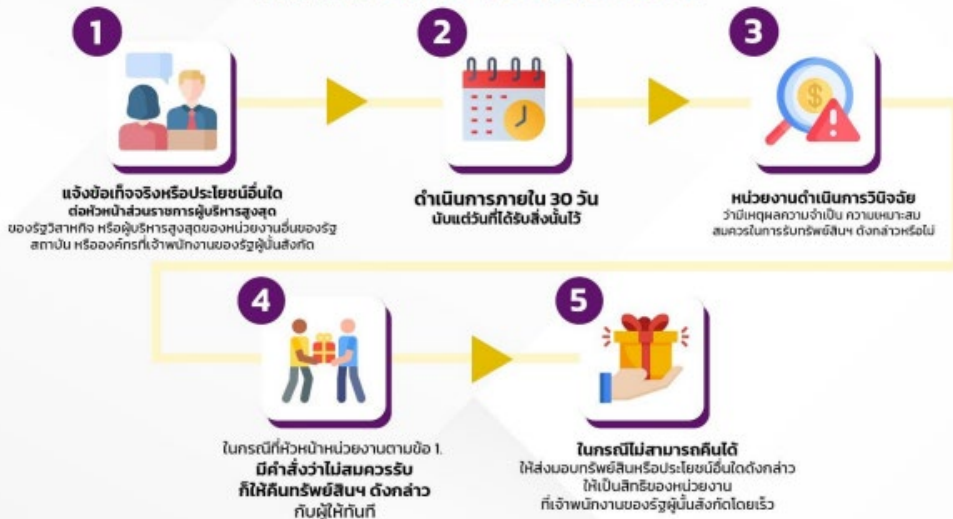 1
แจ้งข้อเท็จจริงหรือประโยชน์อื่นใด
ต่อหัวหน้าส่วนราชการผู้บริหารสูงสุด
ของรัฐวิสาหกิจ หรือผู้บริหารสูงสุดของหน่วยงานอื่นของรัฐ
สถาบัน หรือองค์กรที่เจ้าพนักงานของรัฐผู้นั้นสังกัด
2
ดำเนินการภายใน 30 วัน
นับแต่วันที่ได้รับสิ่งนั้นไว้
3
หน่วยงานดำเนินการวินิจฉัย
ว่ามีเหตุผลความจำเป็น ความเหมาะสม
สมควรในการรับทรัพย์สินฯ ดังกล่าวหรือไม่
4
ในกรณีที่หัวหน้าหน่วยงานตามข้อ 1.
มีคำสั่งว่าไม่สมควรรับ
ก็ให้คืนทรัพย์สินฯ ดังกล่าว
กับผู้ให้ทันที
5
ในกรณีไม่สามารถคืนได้
ให้ส่งมอบทรัพย์สินหรือประโยชน์อื่นใดดังกล่าว
ให้เป็นสิทธิของหน่วยงาน
ที่เจ้าพนักงานของรัฐผู้นั้นสังกัดโดยเร็ว